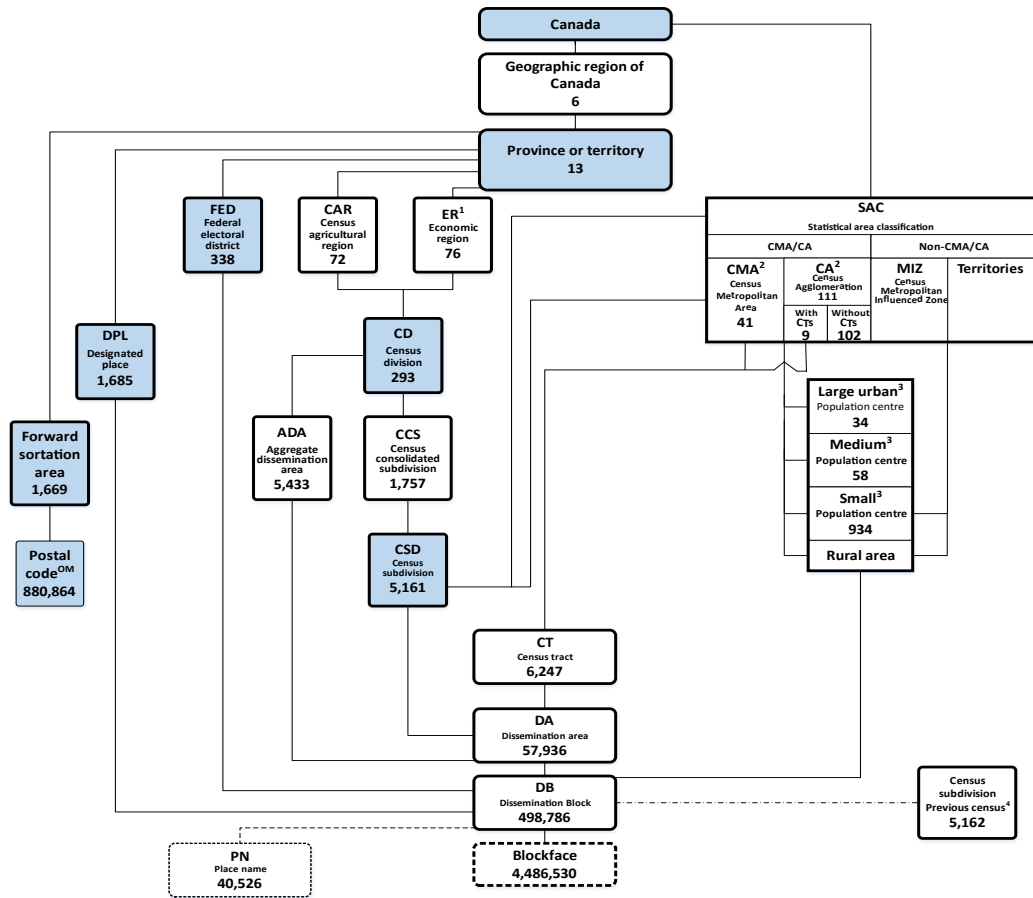 Canada
Geographic region of
Canada
6
Province or territory
13
FED
Federal
electoral
district
338
CAR
Census
agricultural
region
72
ER1
Economic
region
76
SAC
Statistical area classification
CMA/CA
Non-CMA/CA
CMA2
Census
Metropolitan
Area
41
CA2
Census
Agglomeration
111
With
CTs
9
Without
CTs
102
MIZ
Census
Metropolitan
Influenced Zone
Territories
DPL
Designated
place
1,685
CD
Census
division
293
Large urban3
Population centre
34
Medium3
Population centre
58
Small3
Population centre
934
Rural area
Forward
sortation
area
1,669
ADA
Aggregate
dissemination
area
5,433
CCS
Census
consolidated
subdivision
1,757
Postal
codeOM
880,864
CSD
Census
subdivision
5,161
CT
Census tract
6,247
DA
Dissemination area
57,936
DB
Dissemination Block
498,786
Census
subdivision
Previous census4
5,162
PN
Place name
40,526
Blockface
4,486,530